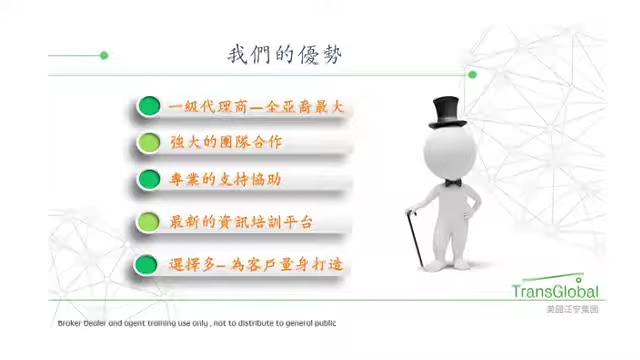 我們的優勢
一級代理商—全亞裔最大
強大的團隊合作
專業的支持協助
最新的資訊培訓平台
選擇多— 為客戶量身打造
TransGlobal
美國泛宇集團
Broker Dealer and agent training use only , not to distribute to general public